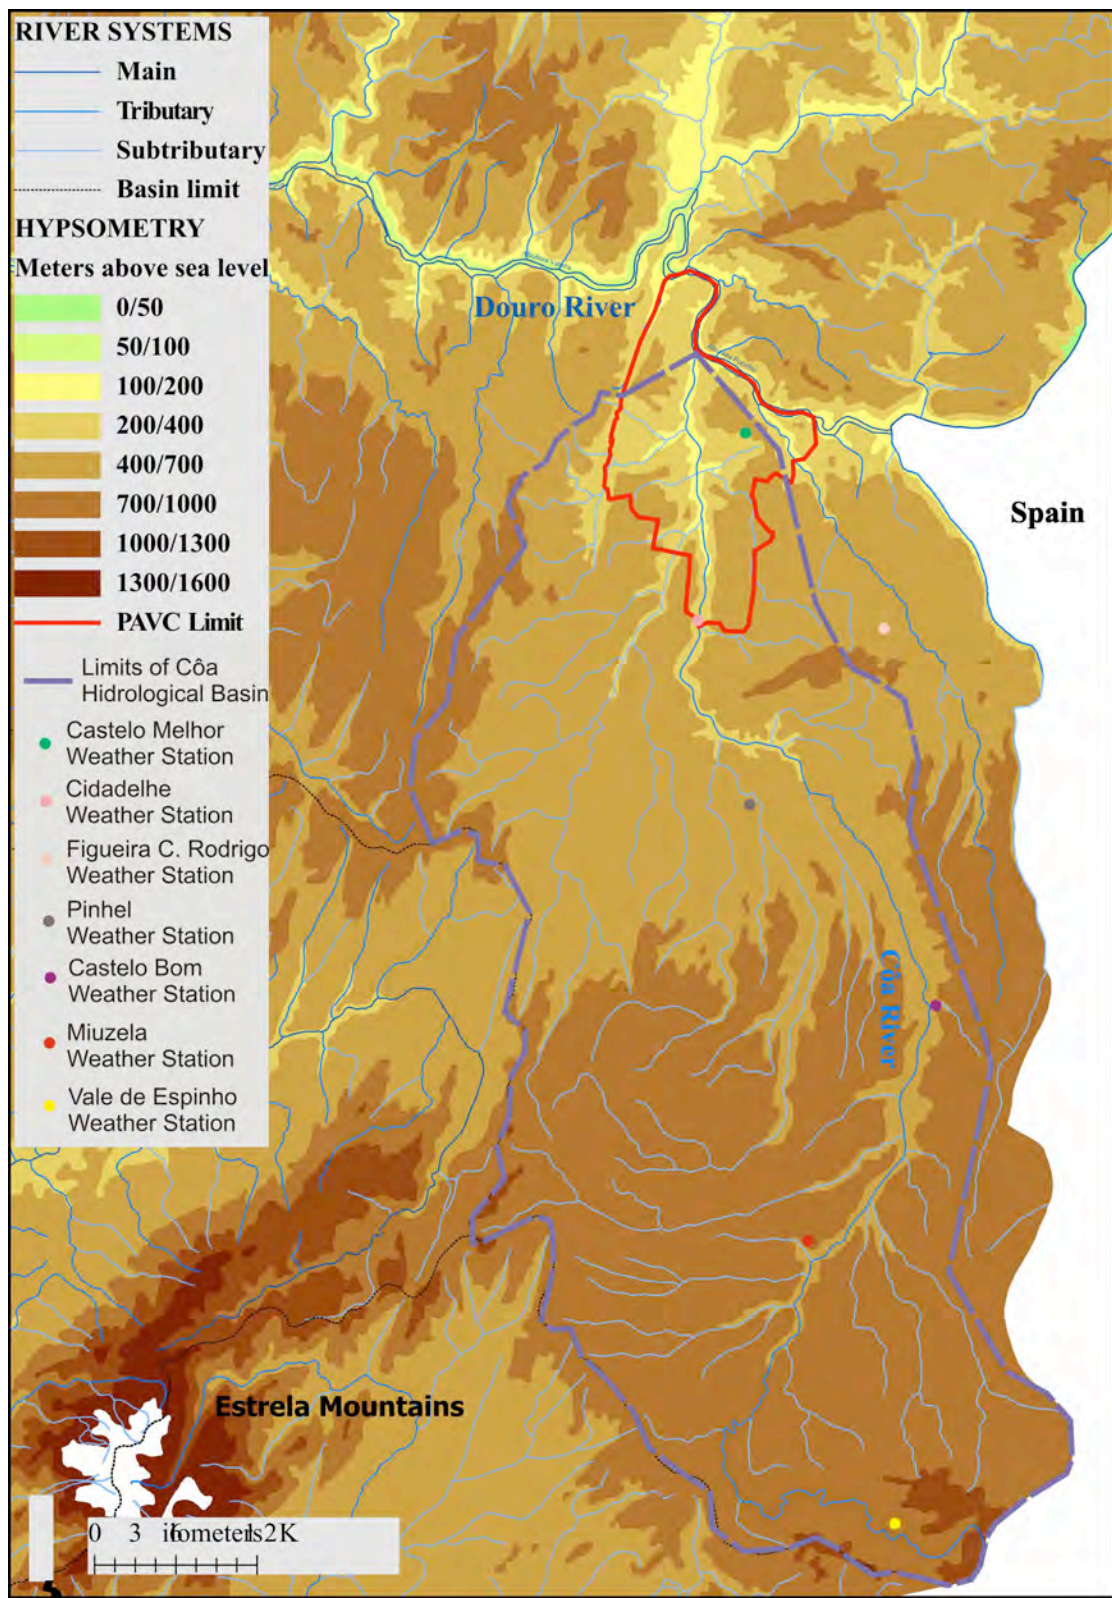 RIVER SYSTEMS
Main
Tributary
Subtributary
Basin limit
HYPSOMETRY
Meters above sea level
0/50
50/100
100/200
200/400
400/700
700/1000
1000/1300
1300/1600
PAVC Limit
Limits of Côa
Hidrological Basin
Castelo Melhor
Weather Station
Cidadelhe
Weather Station
Figueira C. Rodrigo
Weather Station
Pinhel
Weather Station
Castelo Bom
Weather Station
Miuzela
Weather Station
Vale de Espinho
Weather Station
Douro River
Spain
Côa River
Estrela Mountains
0 3